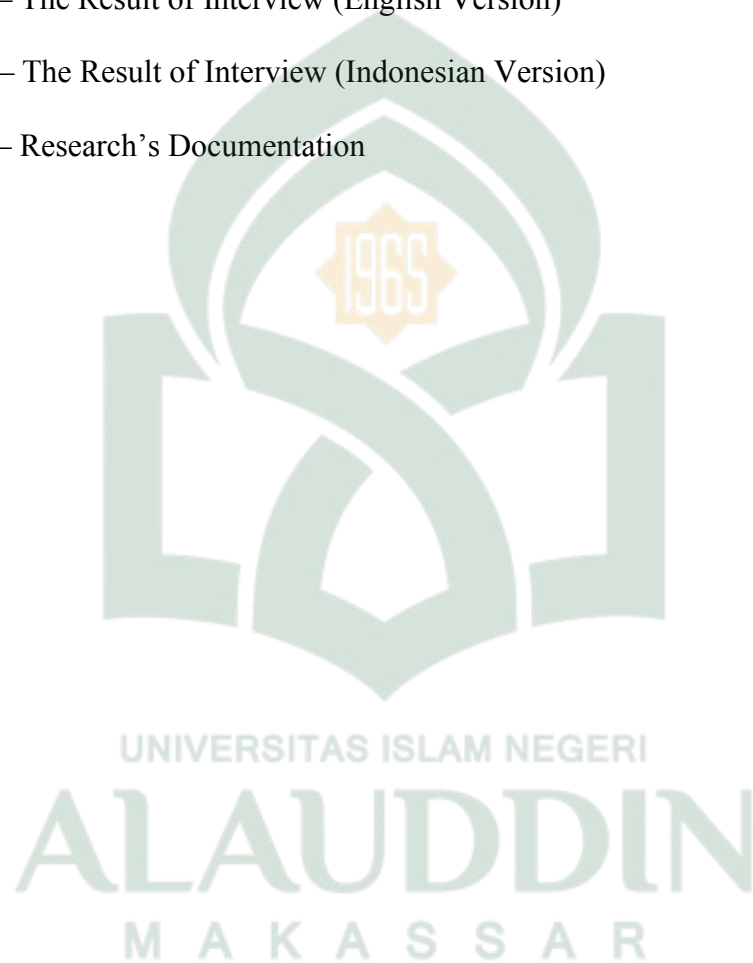 – The Result of Interview (English Version)
– The Result of Interview (Indonesian Version)
– Research’s Documentation
1965
UNIVERSITAS ISLAM NEGERI
ALAUDDIN
MAKASSAR